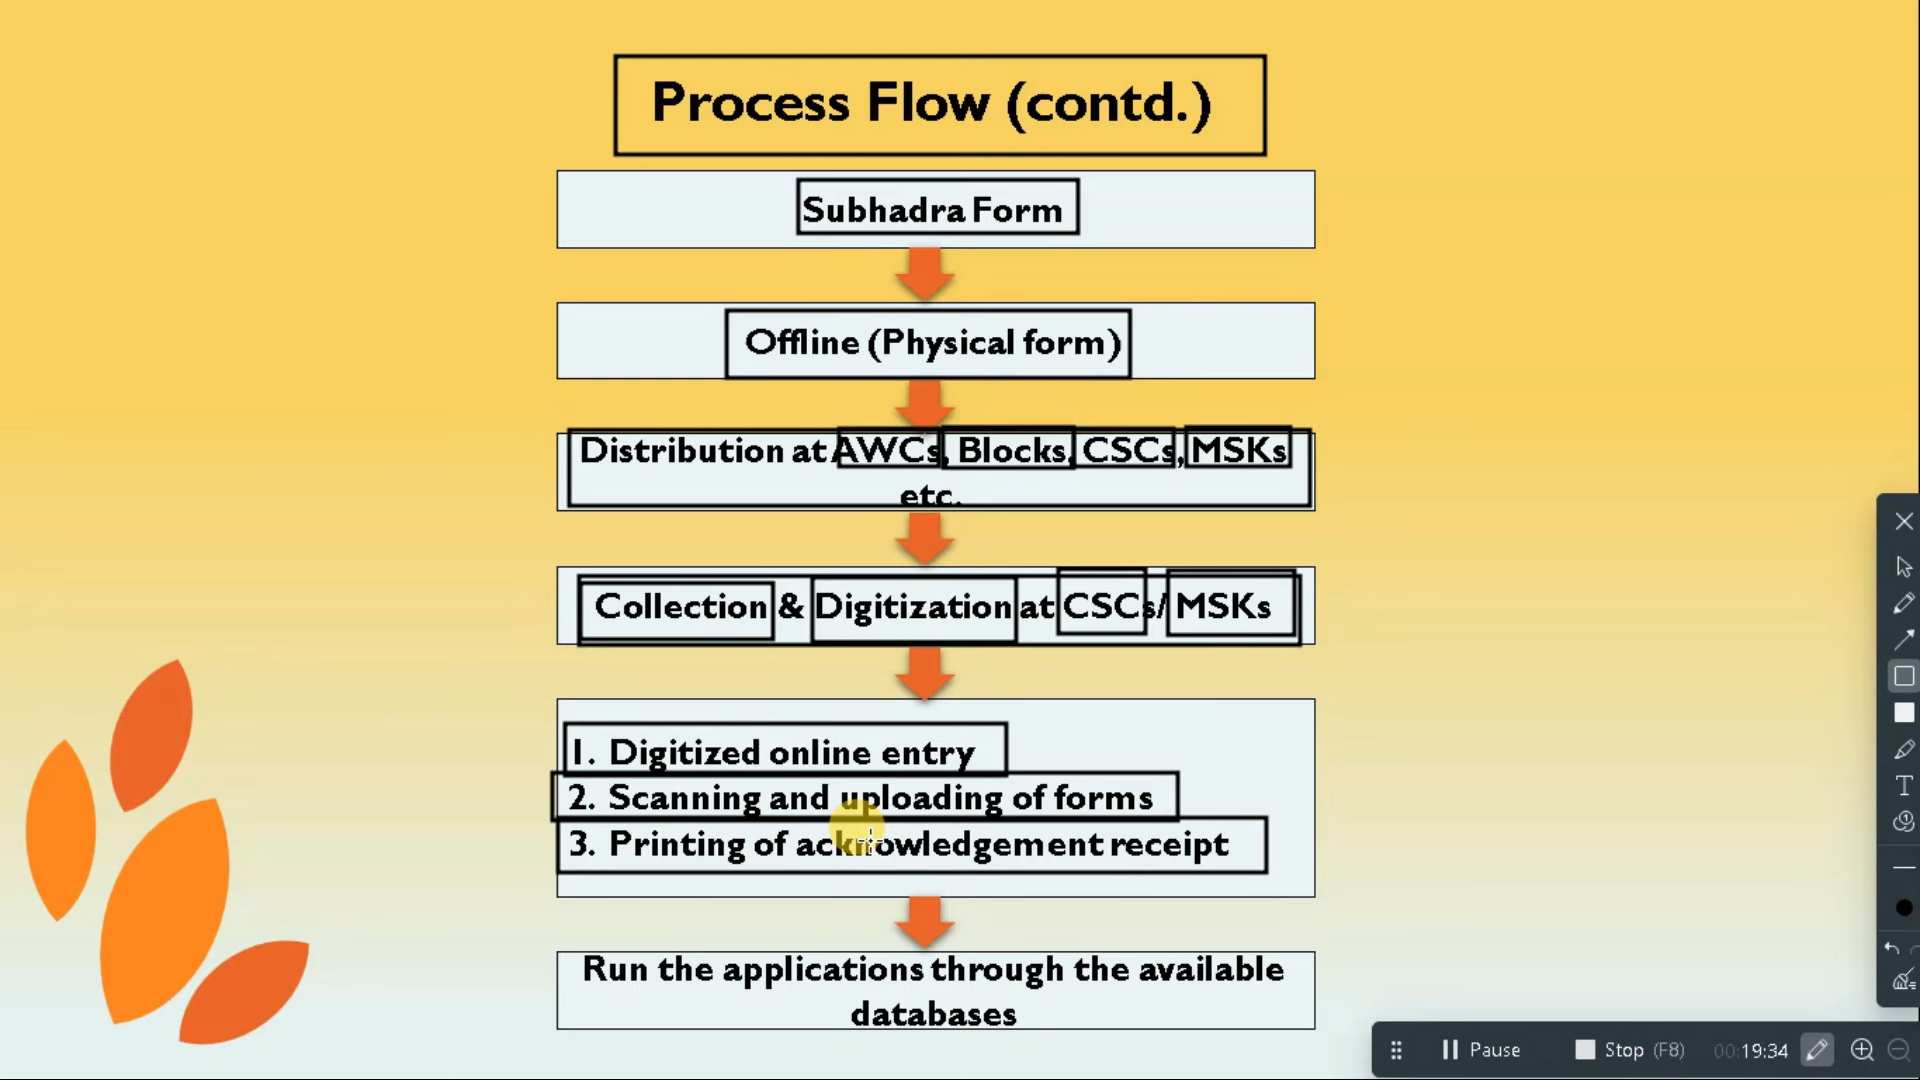 Process Flow (contd.)
Subhadra Form
Offline (Physical form)
Distribution at AWCs, Blocks, CSCs, MSKs
etc.
Collection & Digitization at CSCs/ MSKs
1. Digitized online entry
2. Scanning and uploading of forms
3. Printing of acknowledgement receipt
Run the applications through the available
databases
Pause Stop (F8) 00:19:34